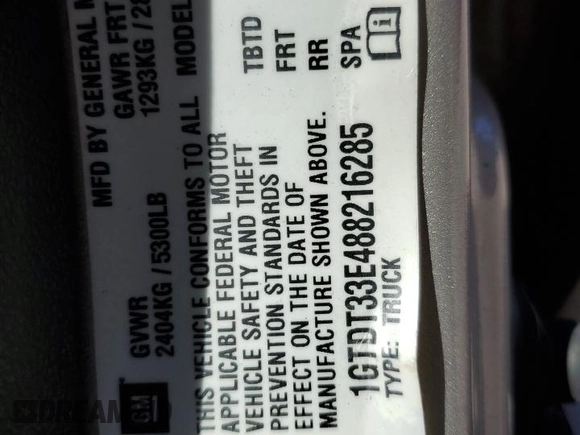 MFD BY GENERAL
GVWR GAWR FRT
2404KG / 5300LB 1293KG /
THIS VEHICLE CONFORMS TO ALL
APPLICABLE FEDERAL MOTOR
VEHICLE SAFETY AND THEFT
PREVENTION STANDARDS IN
EFFECT ON THE DATE OF
MANUFACTURE SHOWN ABOVE.
1GTDT33E488216285
TYPE: TRUCK
MODEL
TBTD
FRT
RR
SPA
GM